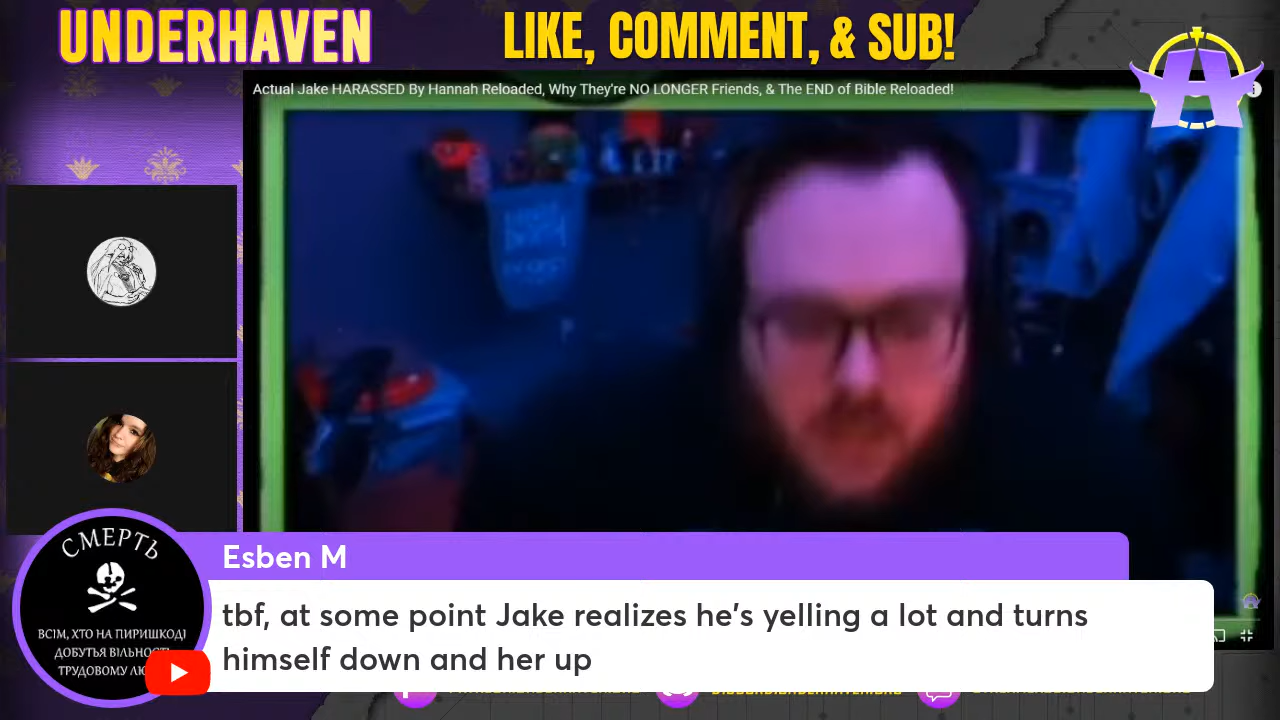 UNDERHAVEN
LIKE, COMMENT, & SUB!
Actual Jake HARASSED By Hannah Reloaded, Why They're NO LONGER Friends, & The END of Bible Reloaded!
Esben M
tbf, at some point Jake realizes he's yelling a lot and turns
himself down and her up
СМЕРТЬ
ВСІМ, ХТО НА ПИРИШКОДІ
ДОБУТЬЯ ВІЛЬНОСТ
ТРУДОВОМУ